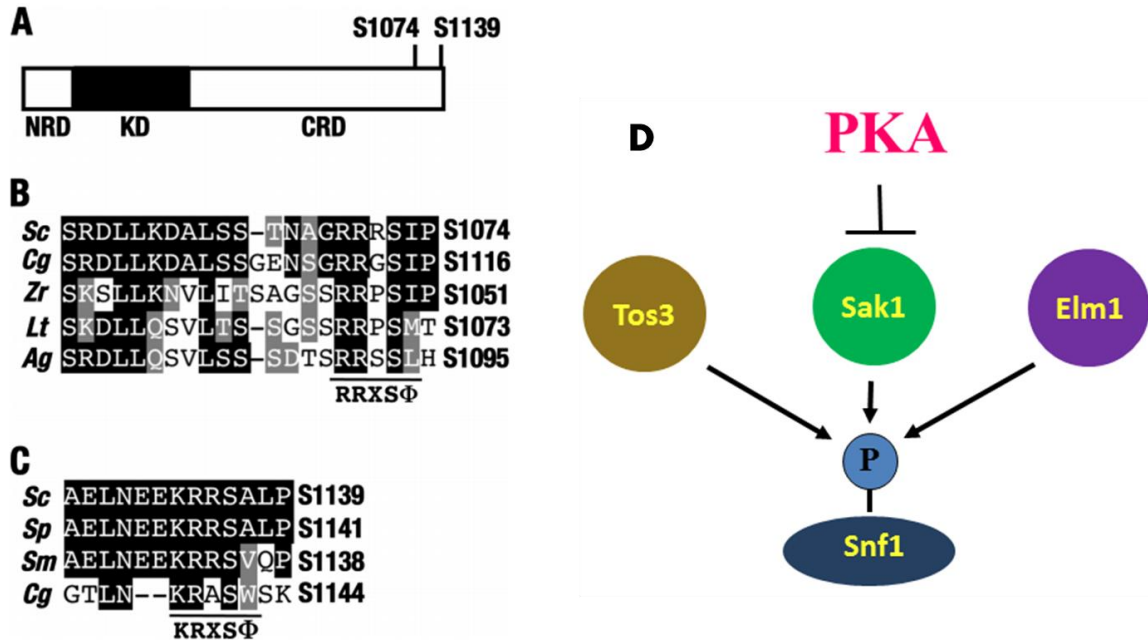 A
S1074 S1139
NRD KD CRD
B
Sc SRDLLKDALSS-TNAGRRRSIP S1074
Cg SRDLLKDALSSGENSGRRGSIP S1116
Zr SKSLLKNVLITSAGSSRRPSIP S1051
Lt SKDLLQSVLTS-SGSSRRPSMT S1073
Ag SRDLLQSVLSS-SDTSRRSSLH S1095
RRXSΦ
C
Sc AELNEEKRRSALP S1139
Sp AELNEEKRRSALP S1141
Sm AELNEEKRRSVQP S1138
Cg GTLN--KRASWSK S1144
KRXSΦ
D
PKA
Tos3 Sak1 Elm1
P
Snf1